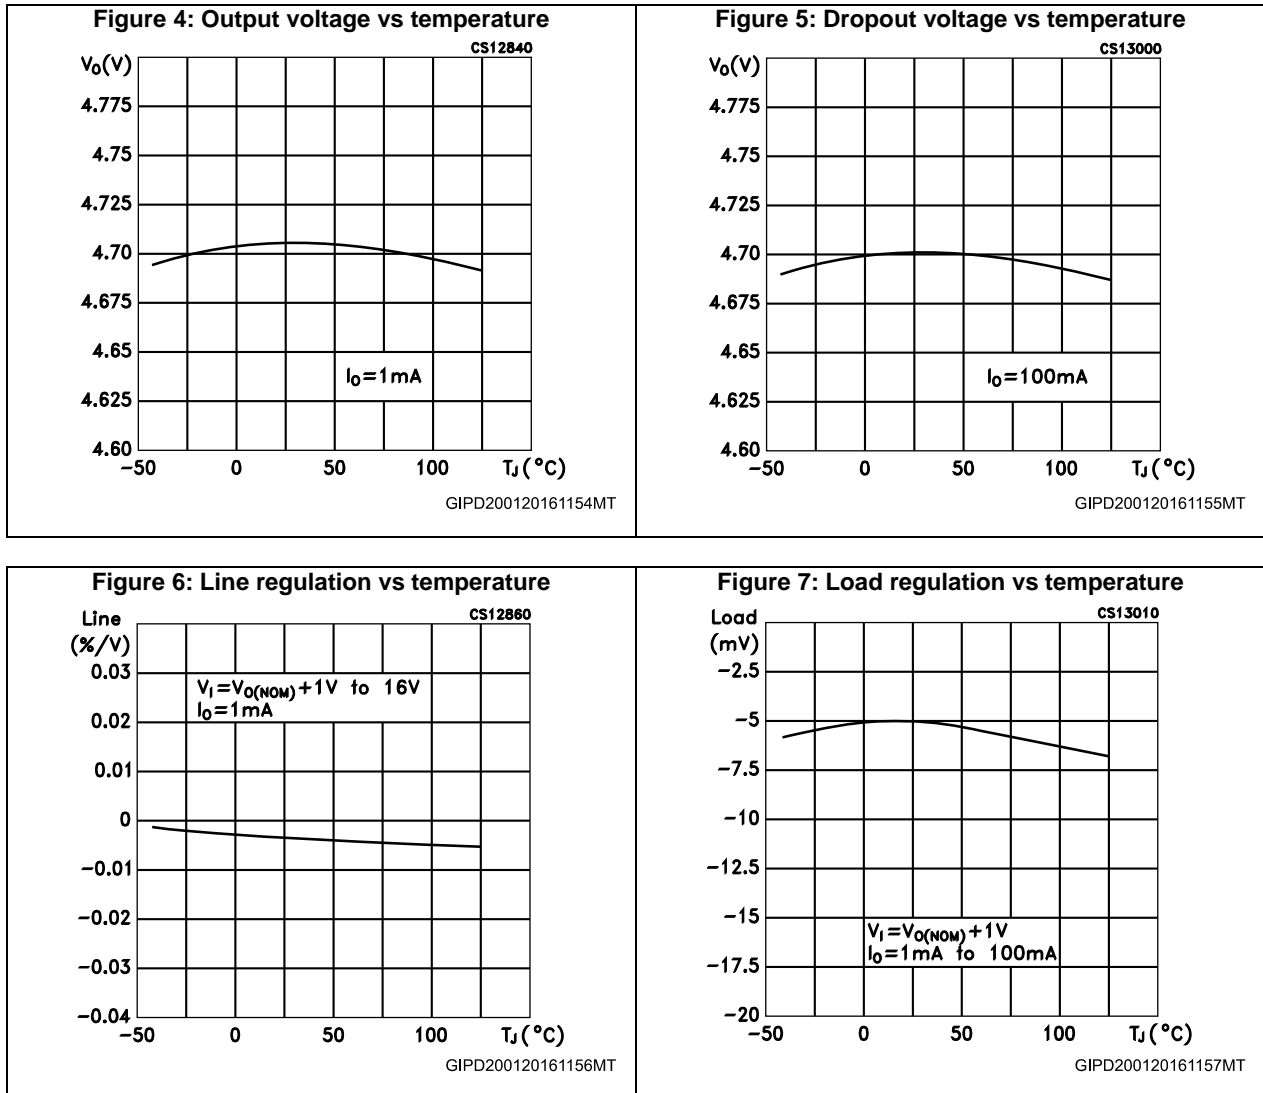 Figure 4: Output voltage vs temperature
CS12840
VO(V)
4.775
4.75
4.725
4.70
4.675
4.65
IO=1mA
4.625
4.60
−50 0 50 100 TJ(°C)
GIPD200120161154MT
Figure 5: Dropout voltage vs temperature
CS13000
VO(V)
4.775
4.75
4.725
4.70
4.675
4.65
IO=100mA
4.625
4.60
−50 0 50 100 TJ(°C)
GIPD200120161155MT
Figure 6: Line regulation vs temperature
CS12860
Line
(%/V)
0.03
VI=VO(NOM)+1V to 16V
IO=1mA
0.02
0.01
0
−0.01
−0.02
−0.03
−0.04
−50 0 50 100 TJ(°C)
GIPD200120161156MT
Figure 7: Load regulation vs temperature
CS13010
Load
(mV)
−2.5
−5
−7.5
−10
−12.5
−15
VI=VO(NOM)+1V
IO=1mA to 100mA
−17.5
−20
−50 0 50 100 TJ(°C)
GIPD200120161157MT